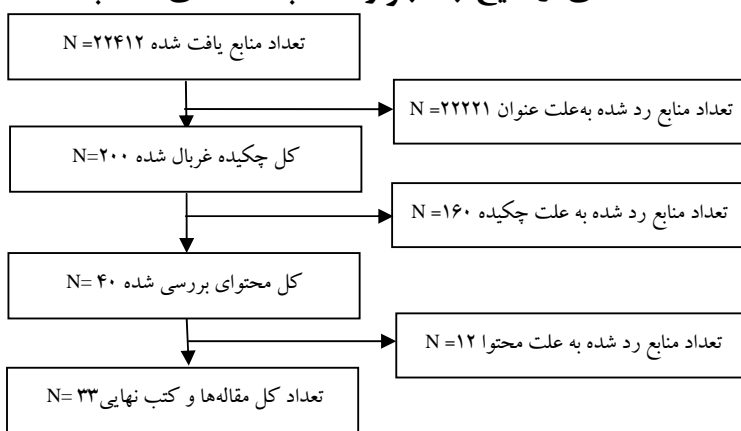 تعداد منابع یافت شده N =۲۲۴۱۲
تعداد منابع رد شده به‌علت عنوان N =۲۲۲۲۱
کل چکیده غربال شده N=۲۰۰
تعداد منابع رد شده به علت چکیده N =۱۶۰
کل محتوای بررسی شده N= ۴۰
تعداد منابع رد شده به علت محتوا N =۱۲
تعداد کل مقاله‌ها و کتب نهایی N= ۳۳